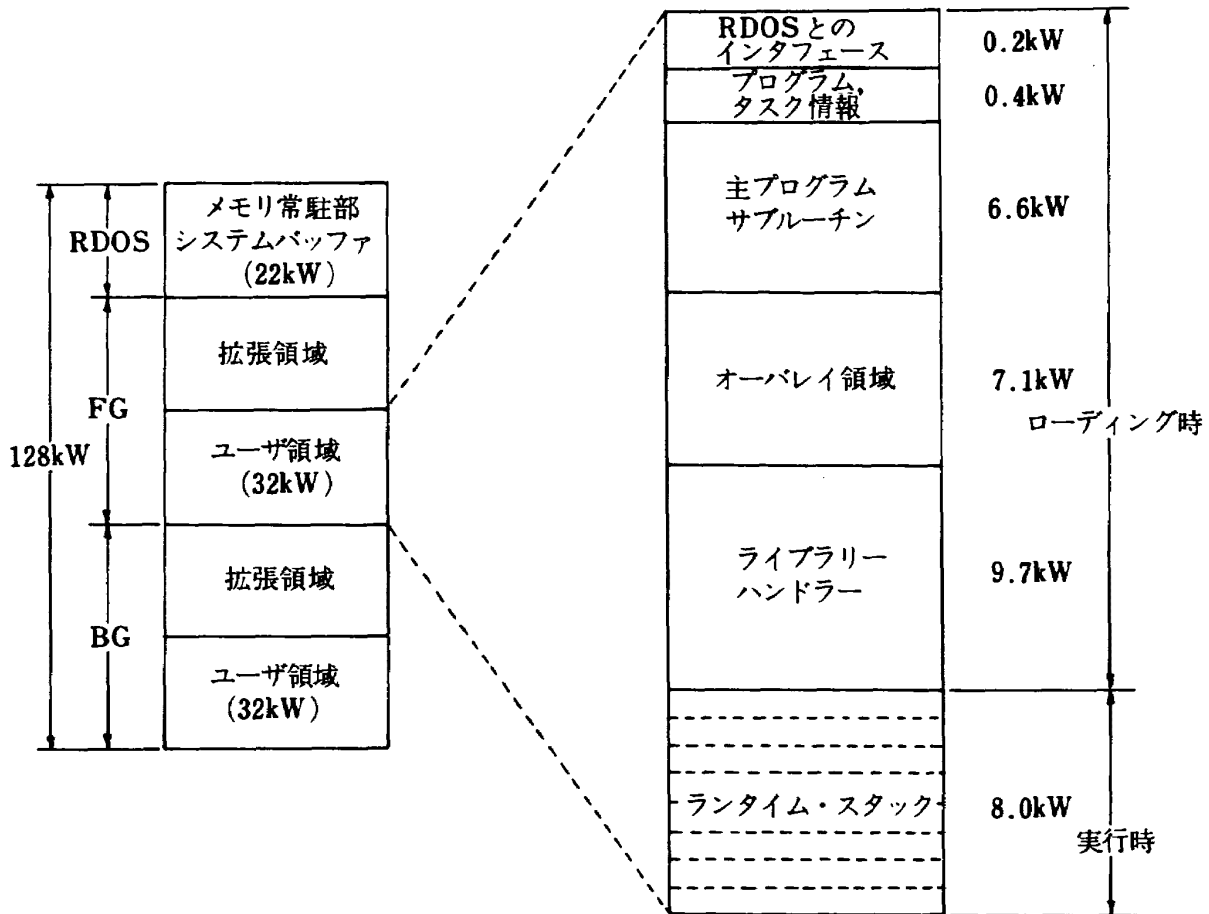 128kW
RDOS
メモリ常駐部
システムバッファ
(22kW)
FG
拡張領域
ユーザ領域
(32kW)
BG
拡張領域
ユーザ領域
(32kW)
RDOSとの
インタフェース
0.2kW
プログラム,
タスク情報
0.4kW
主プログラム
サブルーチン
6.6kW
オーバレイ領域
7.1kW
ローディング時
ライブラリー
ハンドラー
9.7kW
ランタイム・スタック
8.0kW
実行時